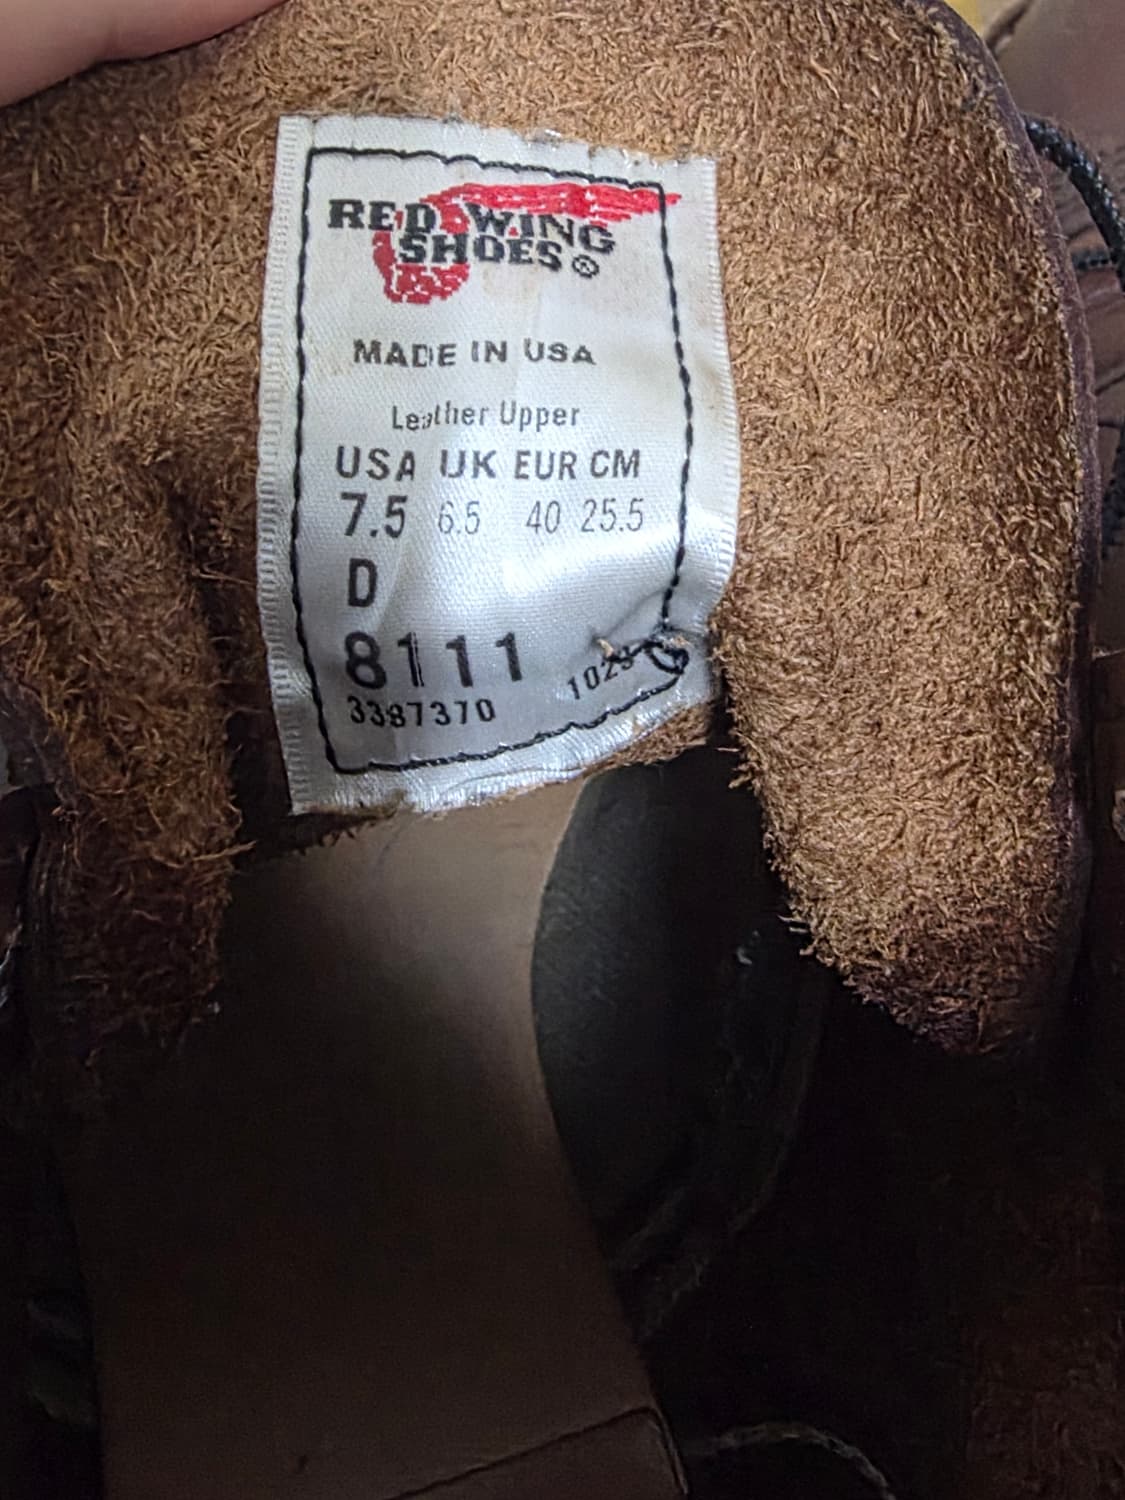 RED WING
SHOES®
MADE IN USA
Leather Upper
USA UK EUR CM
7.5 6.5 40 25.5
D
8111
3387370